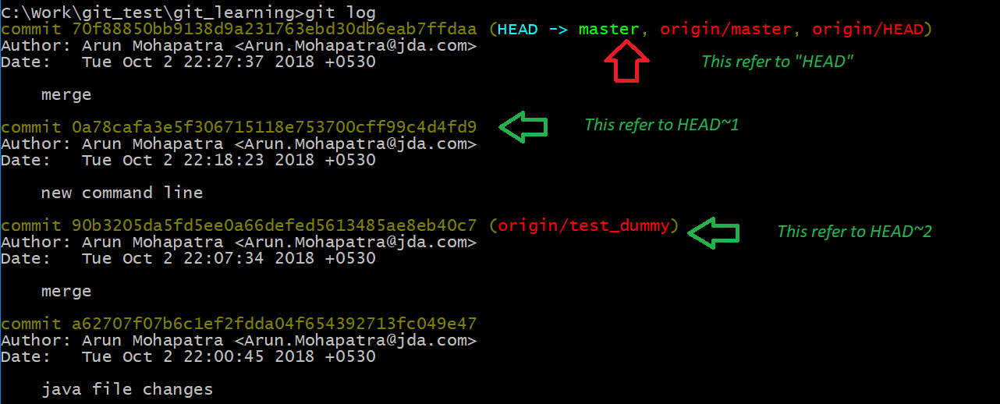 C:\Work\git_test\git_learning>git log
commit 70f88850bb9138d9a231763ebd30db6eab7ffdaa (HEAD -> master, origin/master, origin/HEAD)
Author: Arun Mohapatra <Arun.Mohapatra@jda.com>
Date:   Tue Oct 2 22:27:37 2018 +0530
This refer to "HEAD"
merge
commit 0a78cafa3e5f306715118e753700cff99c4d4fd9
This refer to HEAD~1
Author: Arun Mohapatra <Arun.Mohapatra@jda.com>
Date:   Tue Oct 2 22:18:23 2018 +0530
new command line
commit 90b3205da5fd5ee0a66defed5613485ae8eb40c7 (origin/test_dummy)
This refer to HEAD~2
Author: Arun Mohapatra <Arun.Mohapatra@jda.com>
Date:   Tue Oct 2 22:07:34 2018 +0530
merge
commit a62707f07b6c1ef2fdda04f654392713fc049e47
Author: Arun Mohapatra <Arun.Mohapatra@jda.com>
Date:   Tue Oct 2 22:00:45 2018 +0530
java file changes